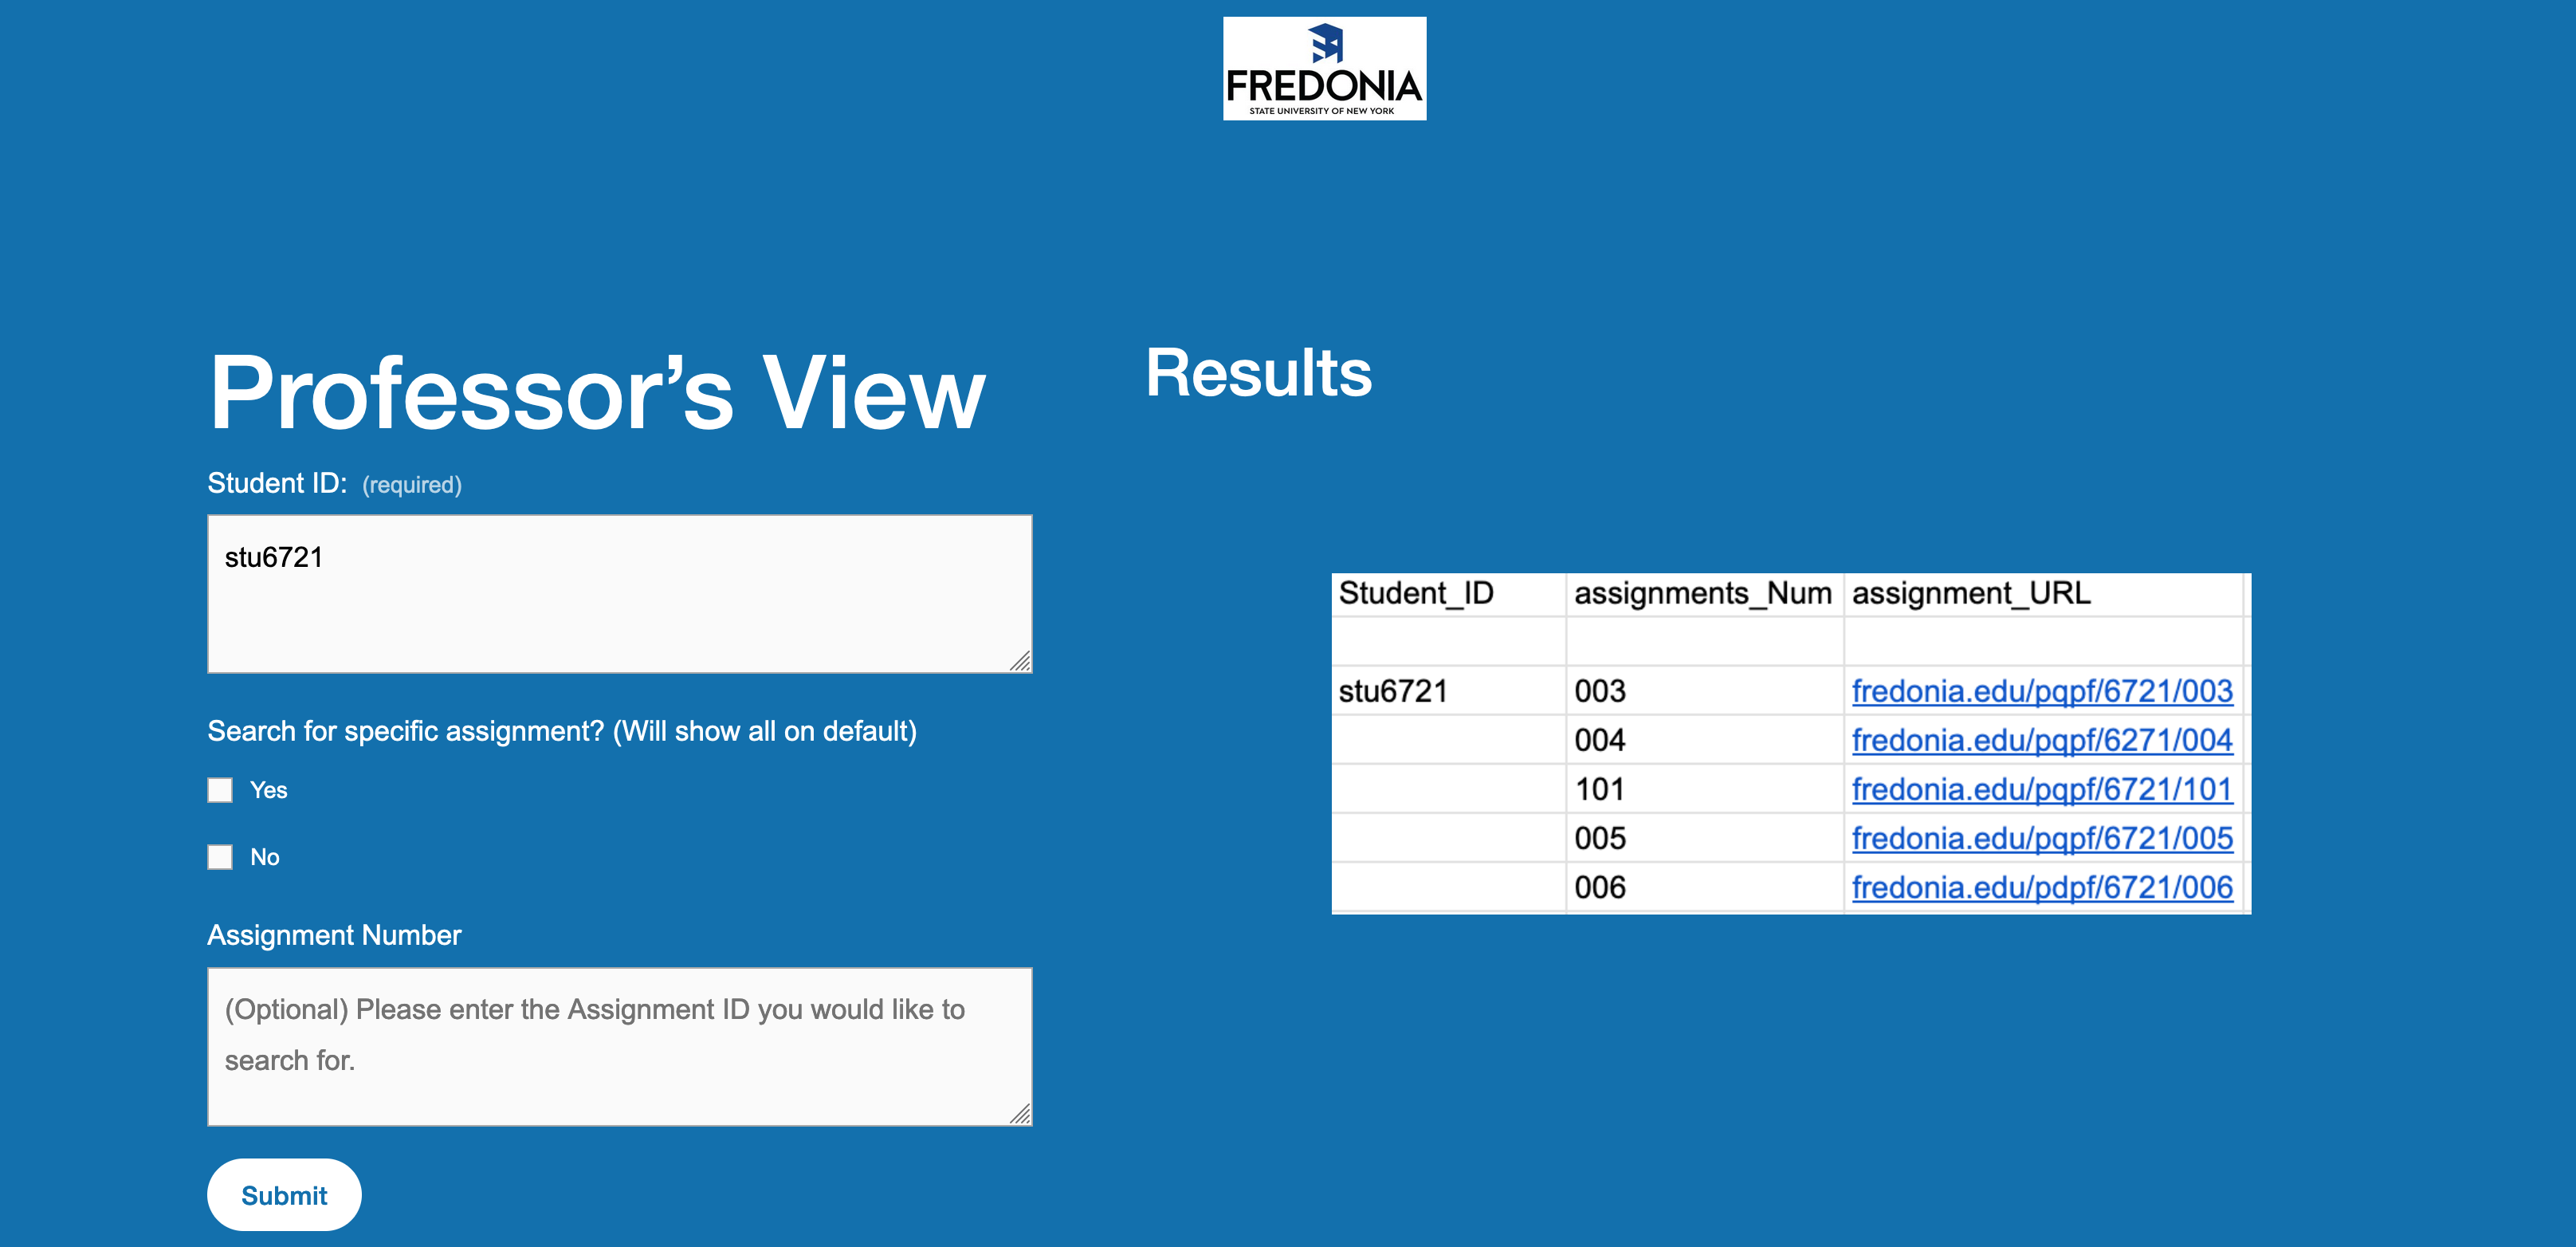 FREDONIA
STATE UNIVERSITY OF NEW YORK
Professor’s View
Student ID: (required)
stu6721
Search for specific assignment? (Will show all on default)
Yes
No
Assignment Number
(Optional) Please enter the Assignment ID you would like to
search for.
Submit
Results
Student_ID assignments_Num assignment_URL
stu6721 003 fredonia.edu/pqpf/6721/003
004 fredonia.edu/pqpf/6271/004
101 fredonia.edu/pqpf/6721/101
005 fredonia.edu/pqpf/6721/005
006 fredonia.edu/pdpf/6721/006